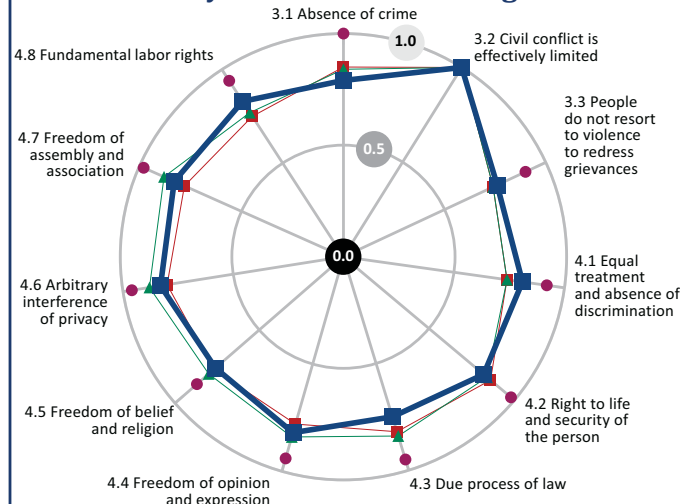 3.1 Absence of crime
1.0
3.2 Civil conflict is
effectively limited
4.8 Fundamental labor rights
3.3 People
do not resort
to violence
to redress
grievances
0.5
4.7 Freedom of
assembly and
association
0.0
4.1 Equal
treatment
and absence of
discrimination
4.6 Arbitrary
interference
of privacy
4.2 Right to life
and security of
the person
4.5 Freedom of belief
and religion
4.3 Due process of law
4.4 Freedom of opinion
and expression